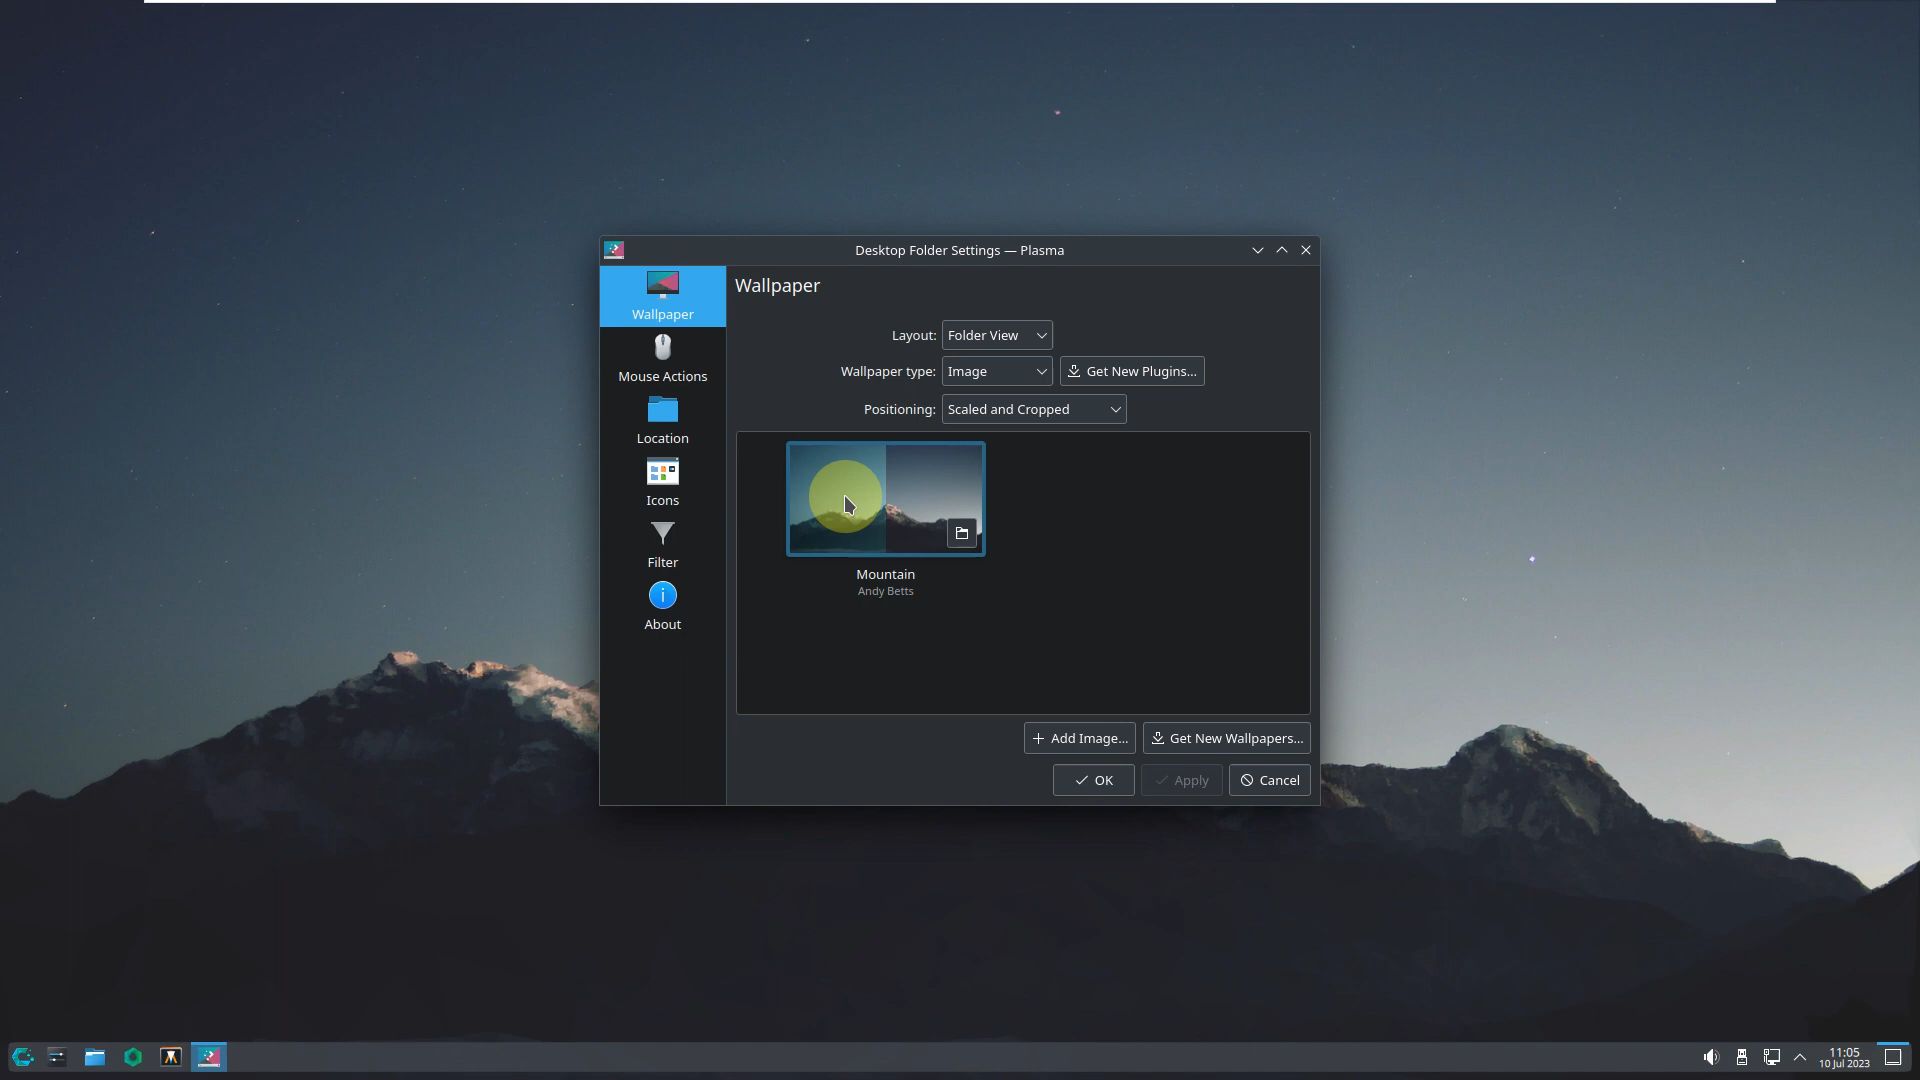 Desktop Folder Settings — Plasma
Wallpaper
Wallpaper
Layout: Folder View
Mouse Actions
Wallpaper type: Image Get New Plugins...
Positioning: Scaled and Cropped
Location
Icons
Filter
Mountain
Andy Betts
About
Add Image... Get New Wallpapers...
OK Apply Cancel
11:05
10 Jul 2023